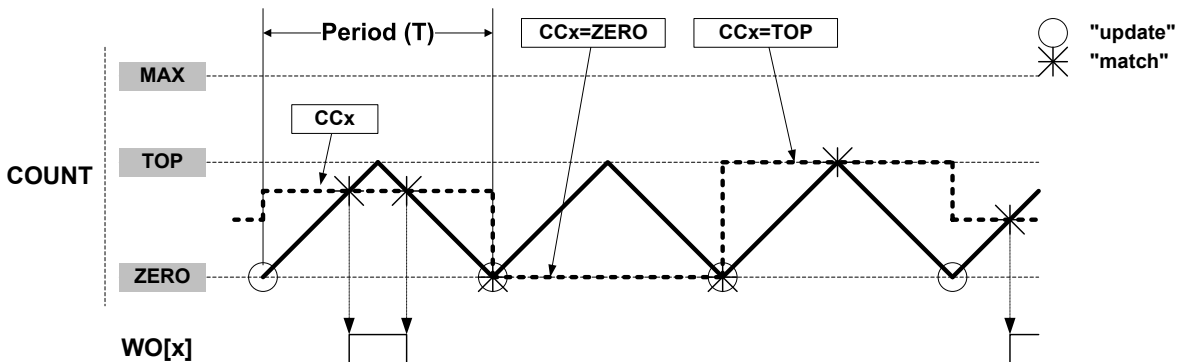 Period (T)
CCx=ZERO
CCx=TOP
"update"
"match"
MAX
CCx
TOP
COUNT
ZERO
WO[x]